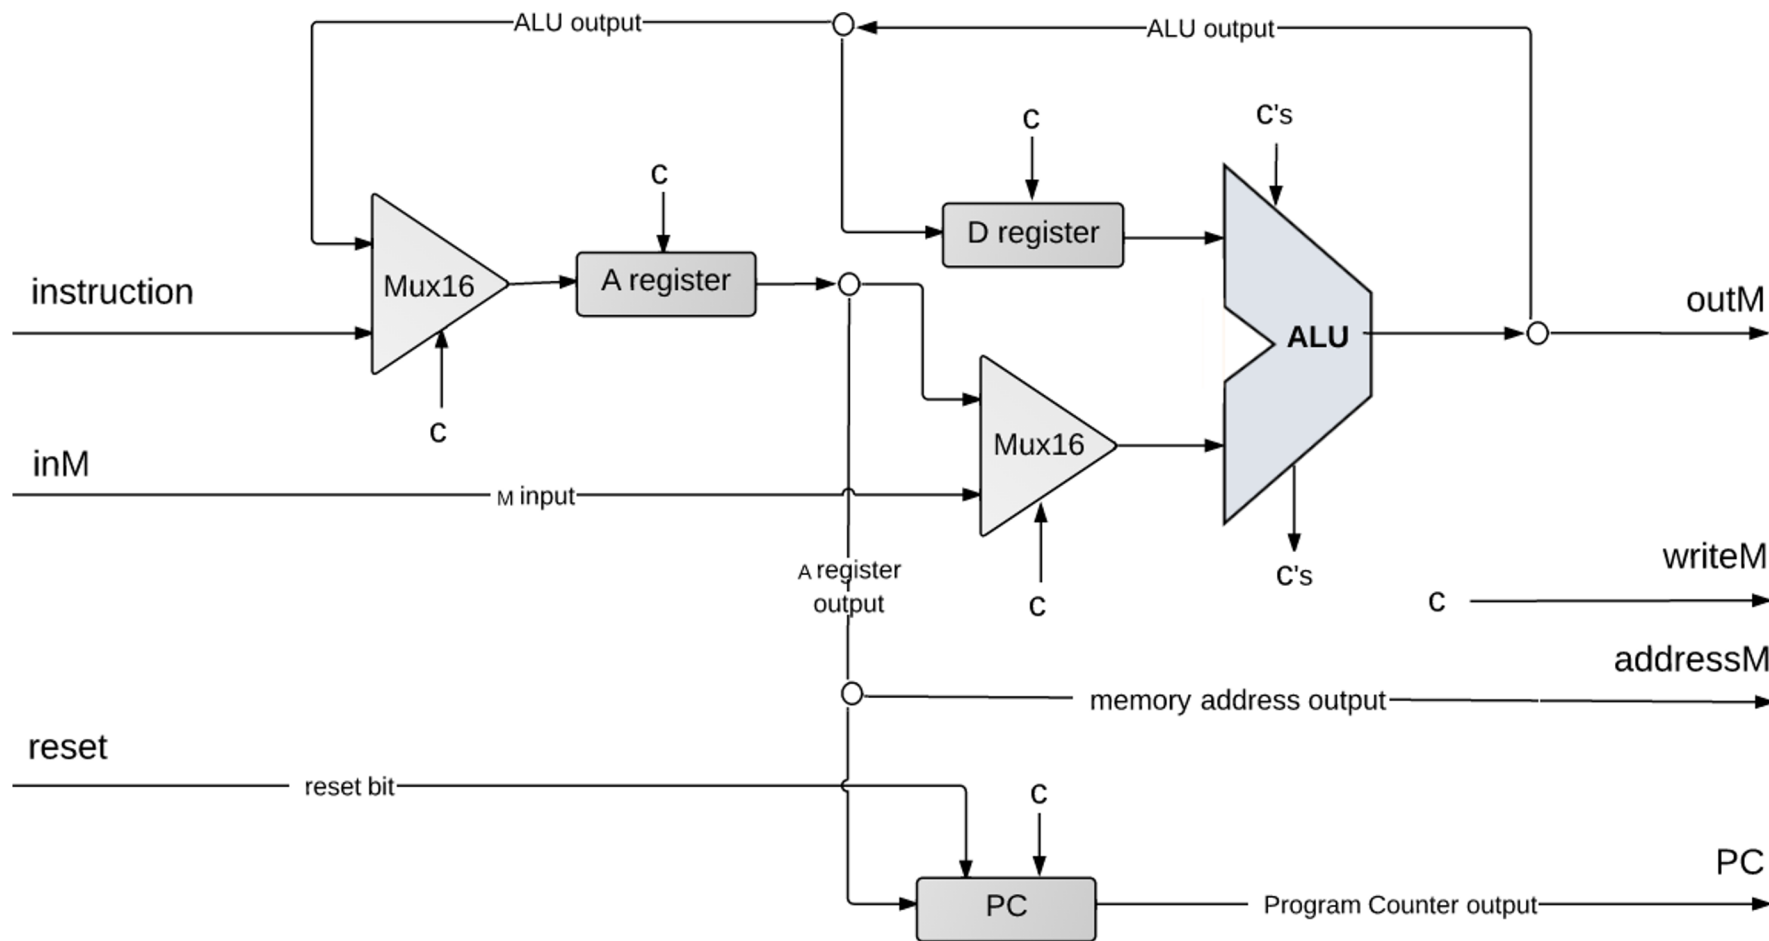 ALU output
ALU output
c
c's
c
D register
A register
Mux16
instruction
outM
ALU
c
Mux16
inM
M input
writeM
A register
output
c's
c
c
addressM
memory address output
reset
reset bit
c
PC
PC
Program Counter output